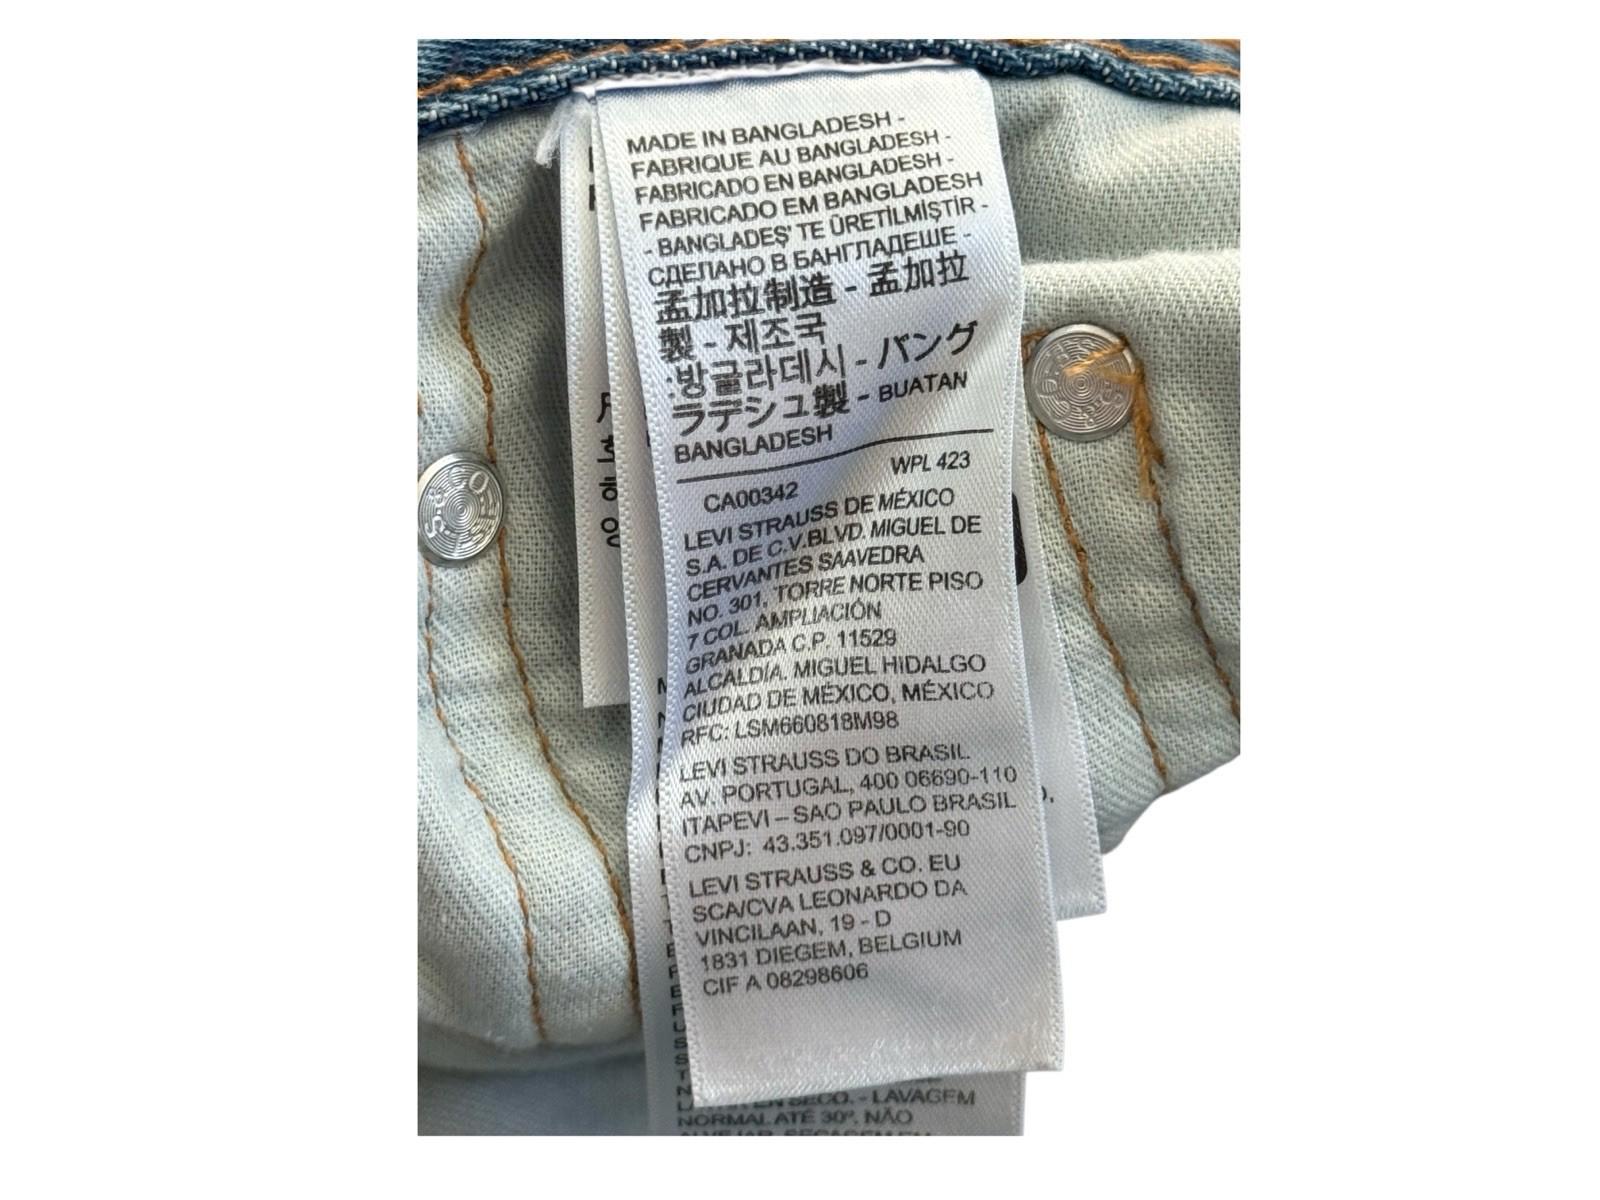 MADE IN BANGLADESH -
FABRIQUE AU BANGLADESH -
FABRICADO EN BANGLADESH -
FABRICADO EM BANGLADESH
- BANGLADEŞ' TE ÜRETİLMİŞTİR -
СДЕЛАНО В БАНГЛАДЕШЕ -
孟加拉制造 - 孟加拉
製 - 제조국
:방글라데시 - バング
ラデシュ製 - BUATAN
BANGLADESH
CA00342 WPL 423
LEVI STRAUSS DE MÉXICO
S.A. DE C.V.BLVD. MIGUEL DE
CERVANTES SAAVEDRA
NO. 301, TORRE NORTE PISO
7 COL. AMPLIACIÓN
GRANADA C.P. 11529
ALCALDÍA. MIGUEL HIDALGO
CIUDAD DE MÉXICO, MÉXICO
RFC: LSM660818M98
LEVI STRAUSS DO BRASIL
AV. PORTUGAL, 400 06690-110
ITAPEVI – SAO PAULO BRASIL
CNPJ: 43.351.097/0001-90
LEVI STRAUSS & CO. EU
SCA/CVA LEONARDO DA
VINCILAAN, 19 - D
1831 DIEGEM, BELGIUM
CIF A 08298606
EN SECO. - LAVAGEM
NORMAL ATÉ 30º. NÃO